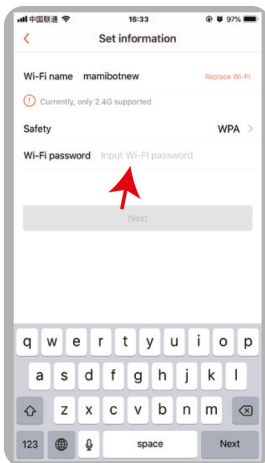 中国联通 16:33 97%
Set information
Wi-Fi name mamibotnew Replace Wi-Fi
! Currently, only 2.4G supported
Safety WPA >
Wi-Fi password Input Wi-FI password
Next
q w e r t y u i o p
a s d f g h j k l
z x c v b n m
123 space Next